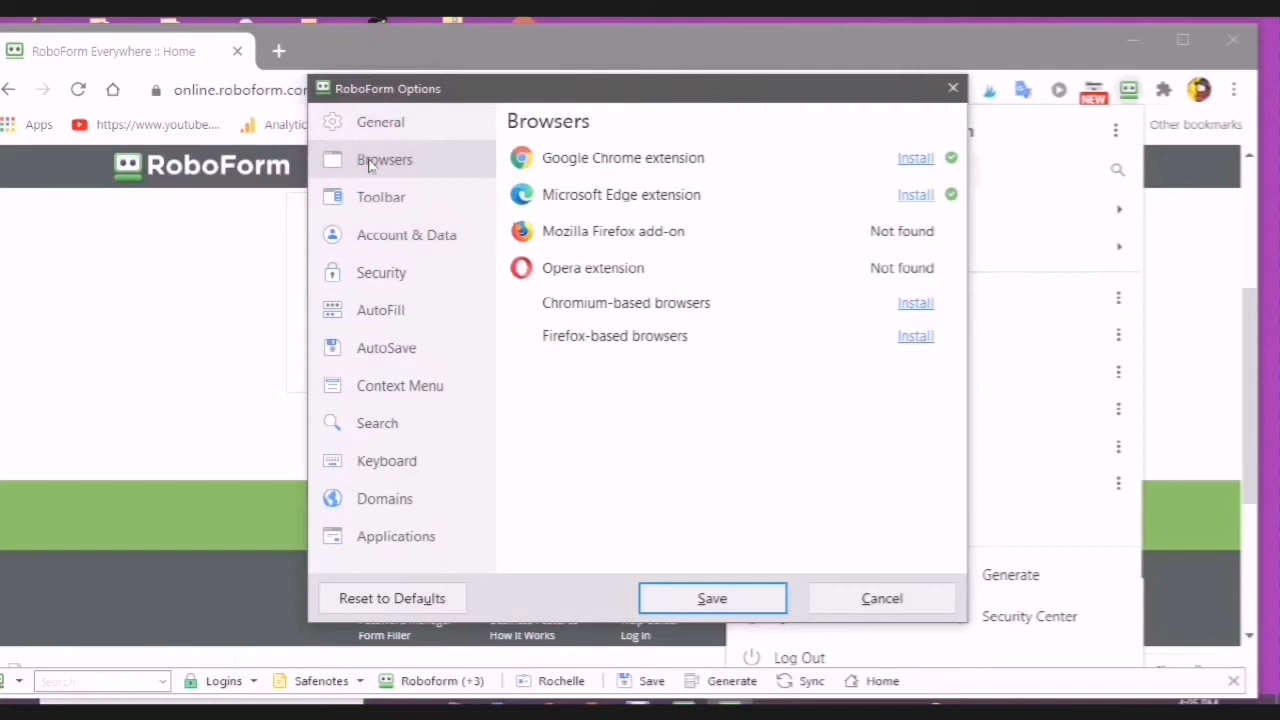 RoboForm Everywhere :: Home
online.roboform.cor
NEW
Apps
https://www.youtube....
Analytic
Other bookmarks
RoboForm
RoboForm Options
General
Browsers
Toolbar
Account & Data
Security
AutoFill
AutoSave
Context Menu
Search
Keyboard
Domains
Applications
Browsers
Google Chrome extension Install
Microsoft Edge extension Install
Mozilla Firefox add-on Not found
Opera extension Not found
Chromium-based browsers Install
Firefox-based browsers Install
Reset to Defaults
Save
Cancel
Generate
Security Center
Log Out
Form Filler
How It Works
Log In
Search
Logins
Safenotes
Roboform (+3)
Rochelle
Save
Generate
Sync
Home